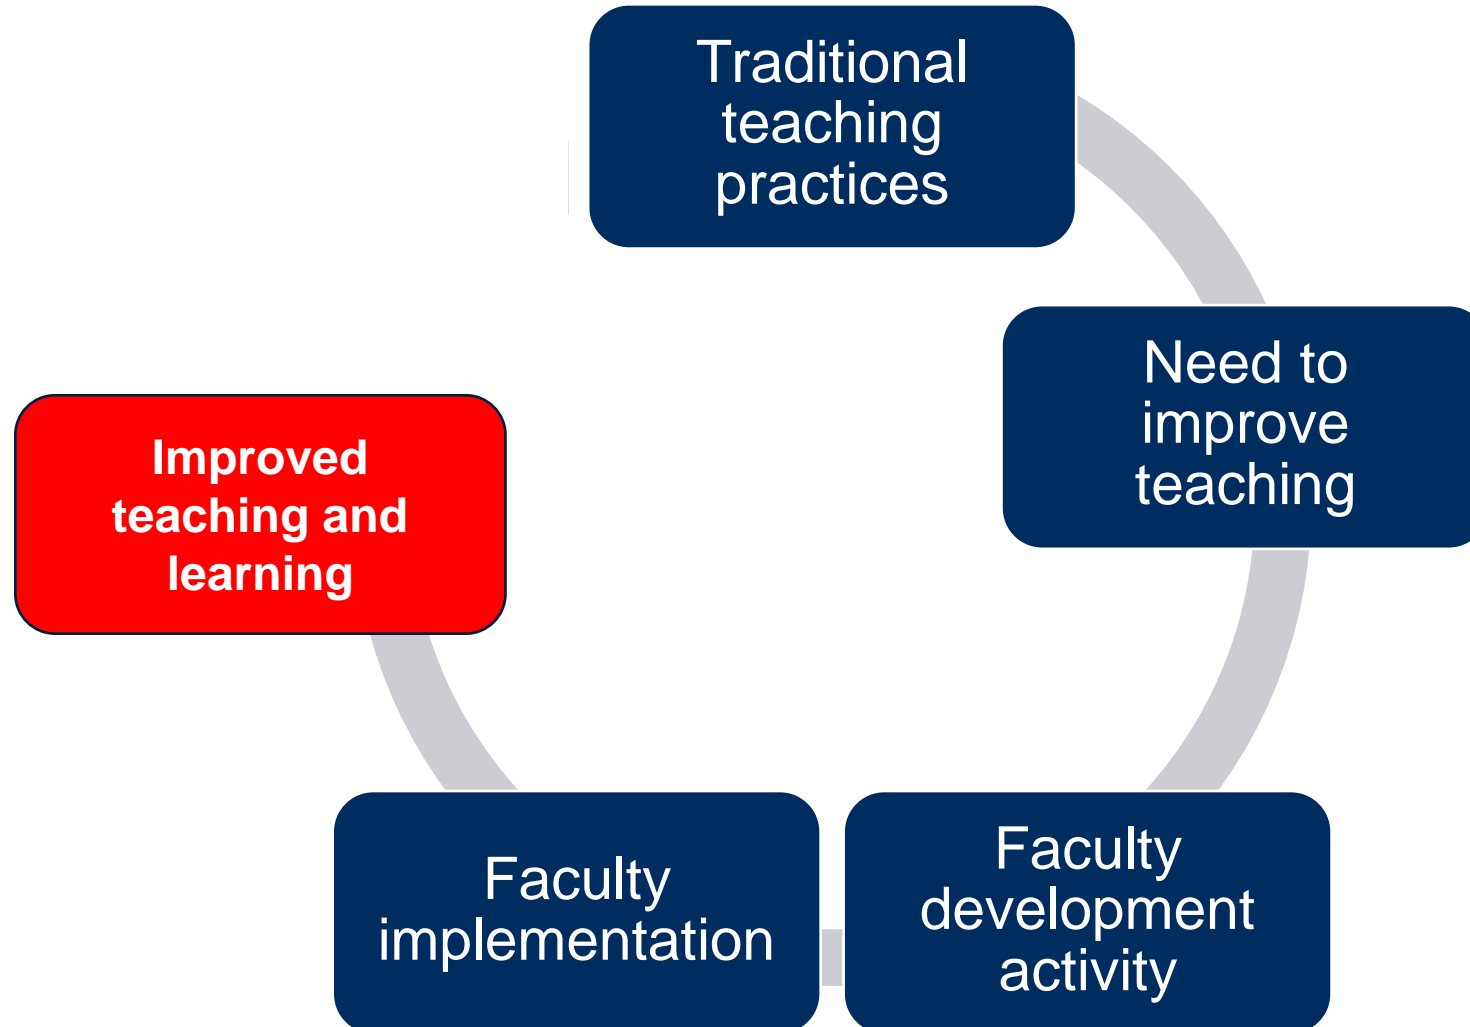 Traditional
teaching
practices
Need to
improve
teaching
Faculty
development
activity
Faculty
implementation
Improved
teaching and
learning